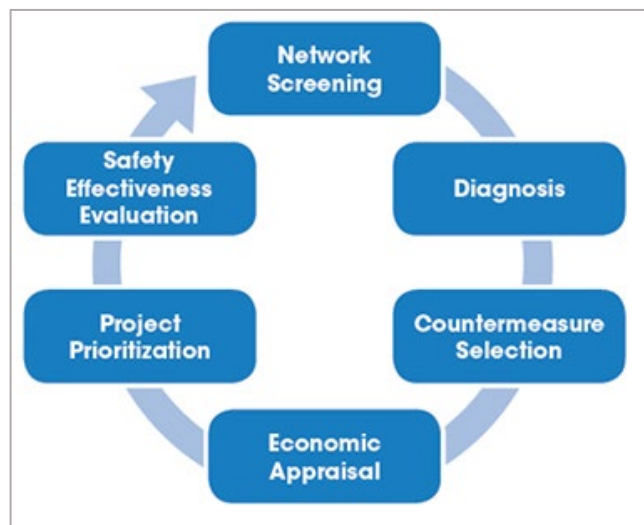 Network
Screening
Diagnosis
Countermeasure
Selection
Economic
Appraisal
Project
Prioritization
Safety
Effectiveness
Evaluation